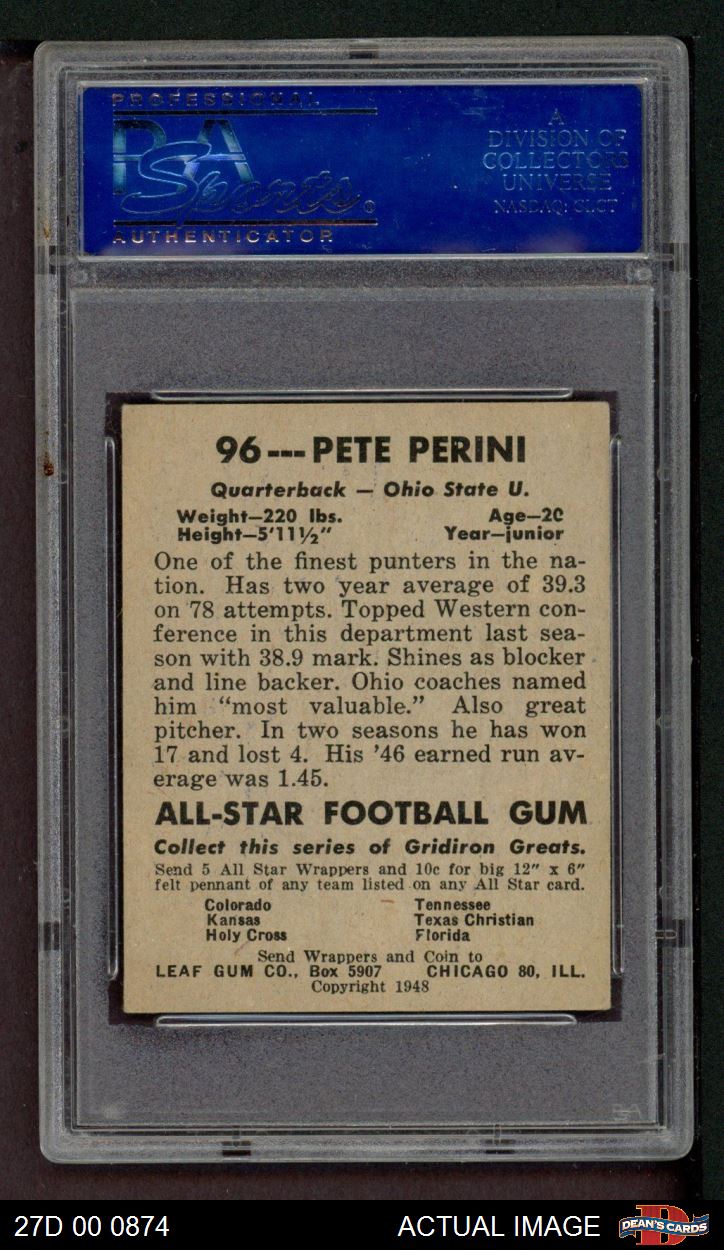 PROFESSIONAL
PSA
Sports®
AUTHENTICATOR
A
DIVISION OF
COLLECTORS
UNIVERSE
NASDAQ: CLCT
96---PETE PERINI
Quarterback — Ohio State U.
Weight—220 lbs. Age—20
Height—5'11½" Year—junior
One of the finest punters in the na-
tion. Has two year average of 39.3
on 78 attempts. Topped Western con-
ference in this department last sea-
son with 38.9 mark. Shines as blocker
and line backer. Ohio coaches named
him "most valuable." Also great
pitcher. In two seasons he has won
17 and lost 4. His '46 earned run av-
erage was 1.45.
ALL-STAR FOOTBALL GUM
Collect this series of Gridiron Greats.
Send 5 All Star Wrappers and 10c for big 12" x 6"
felt pennant of any team listed on any All Star card.
Colorado Tennessee
Kansas Texas Christian
Holy Cross Florida
Send Wrappers and Coin to
LEAF GUM CO., Box 5907 CHICAGO 80, ILL.
Copyright 1948
27D 00 0874 ACTUAL IMAGE DEAN'S CARDS